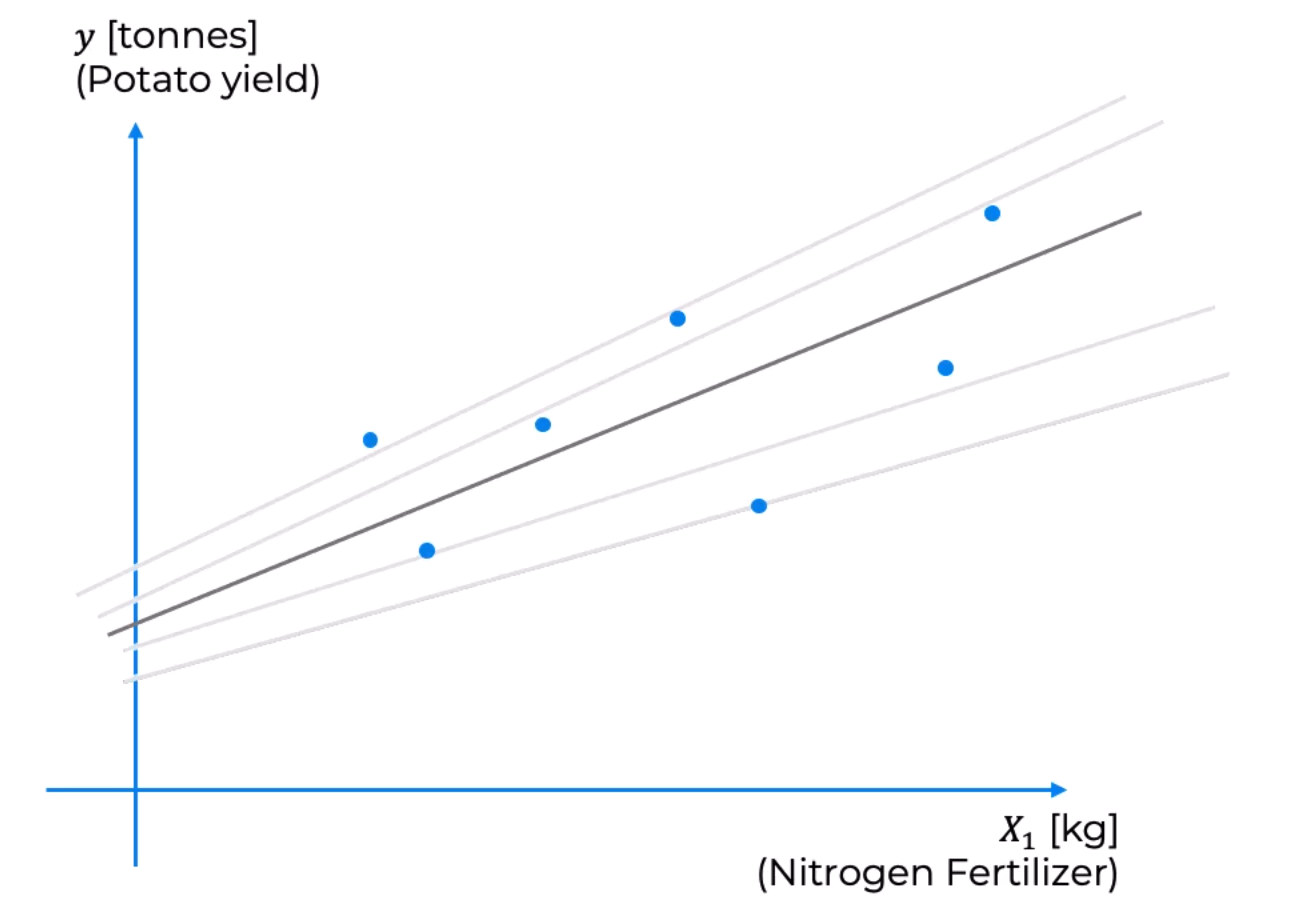 y [tonnes]
(Potato yield)
X₁ [kg]
(Nitrogen Fertilizer)